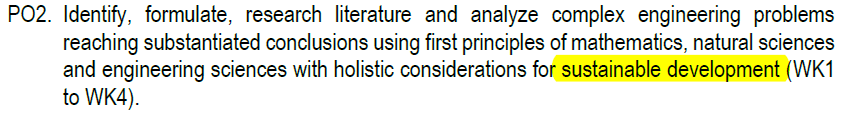 PO2. Identify, formulate, research literature and analyze complex engineering problems
reaching substantiated conclusions using first principles of mathematics, natural sciences
and engineering sciences with holistic considerations for sustainable development (WK1
to WK4).